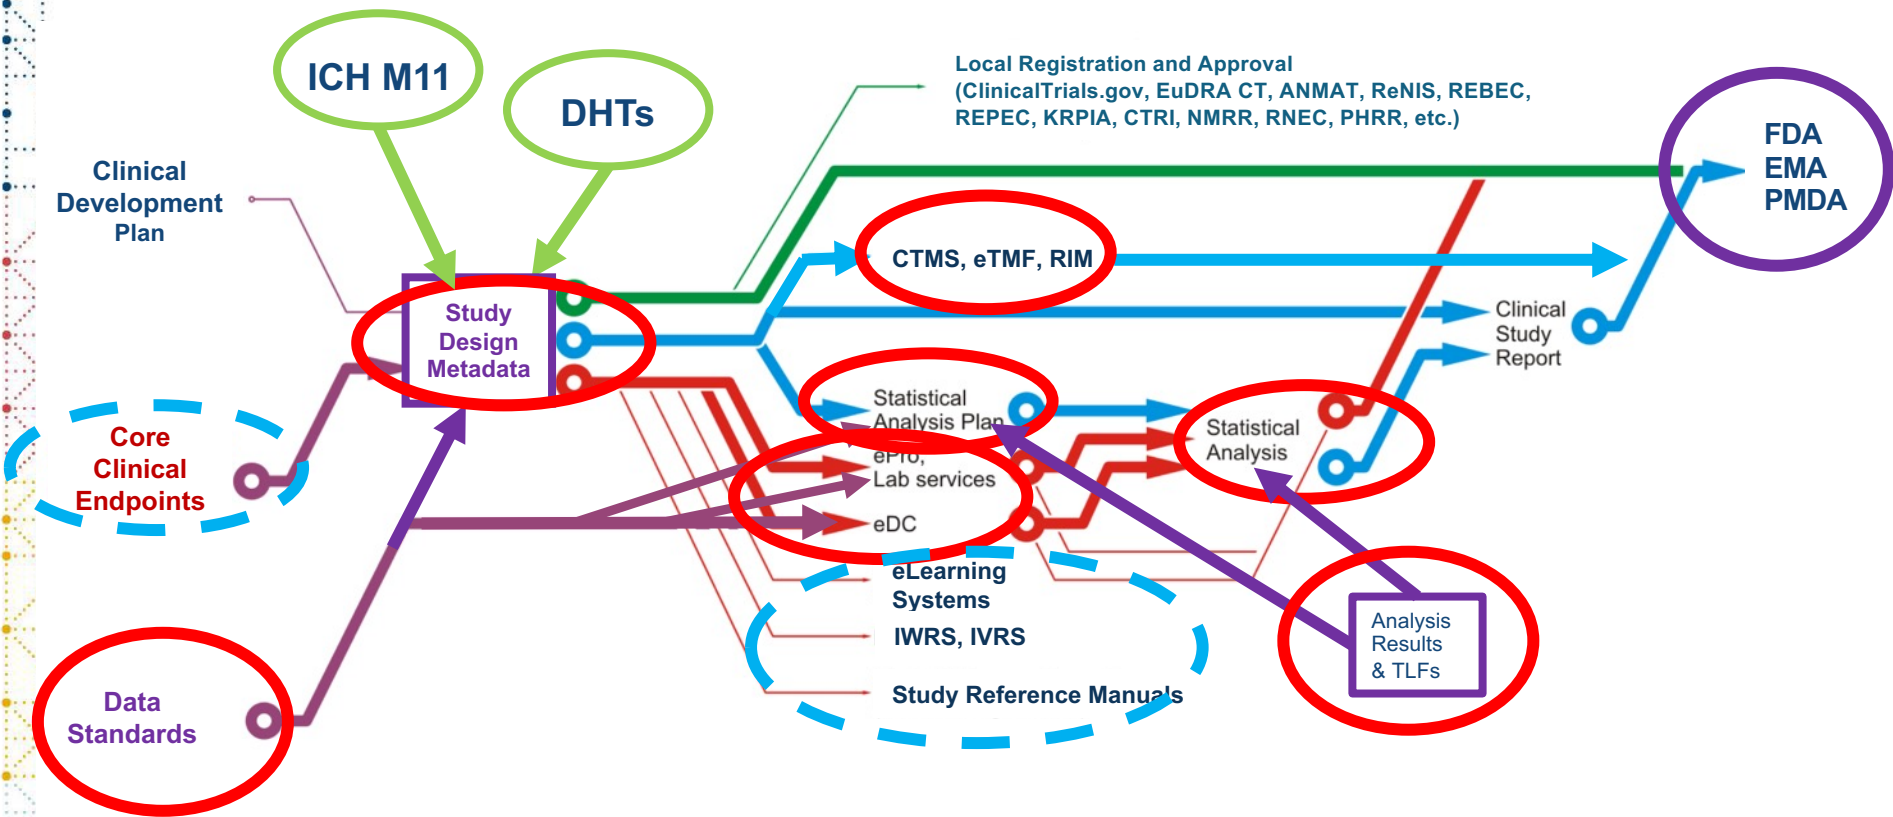 ICH M11
DHTs
Local Registration and Approval
(ClinicalTrials.gov, EuDRA CT, ANMAT, ReNIS, REBEC,
REPEC, KRPIA, CTRI, NMRR, RNEC, PHRR, etc.)
FDA
EMA
PMDA
Clinical
Development
Plan
CTMS, eTMF, RIM
Study
Design
Metadata
Clinical
Study
Report
Statistical
Analysis Plan
Statistical
Analysis
Core
Clinical
Endpoints
ePro,
Lab services
eDC
eLearning
Systems
IWRS, IVRS
Study Reference Manuals
Analysis
Results
& TLFs
Data
Standards